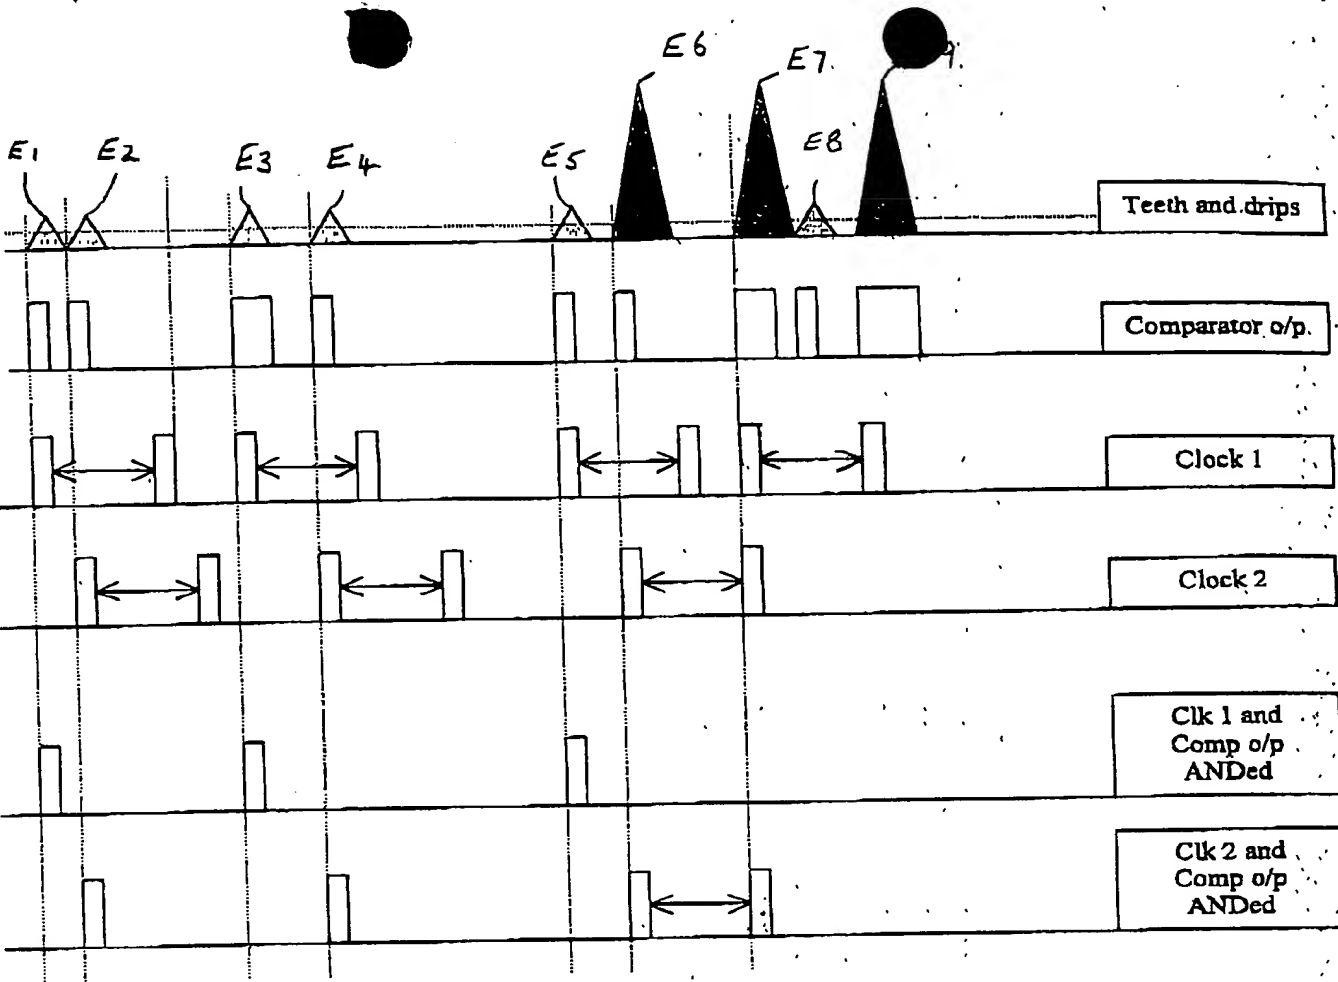 E1
E2
E3
E4
E5
E6
E7
E8
Teeth and drips
Comparator o/p
Clock 1
Clock 2
Clk 1 and
Comp o/p
ANDed
Clk 2 and
Comp o/p
ANDed